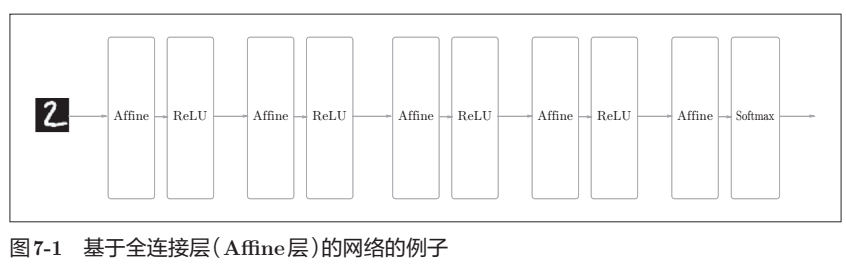 2
Affine ReLU Affine ReLU Affine ReLU Affine ReLU Affine Softmax
图7-1 基于全连接层(Affine层)的网络的例子